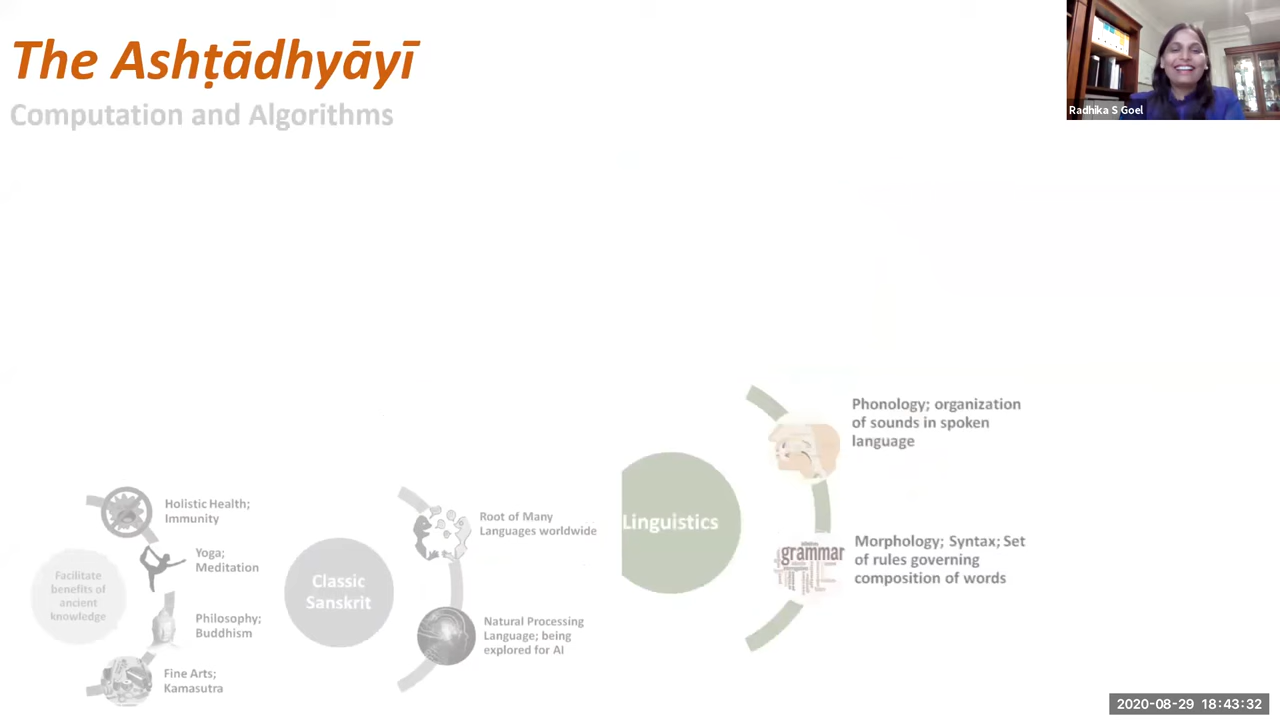 The Ashṭādhyāyī
Computation and Algorithms
Radhika S Goel
Holistic Health;
Immunity
Yoga;
Meditation
Facilitate
benefits of
ancient
knowledge
Philosophy;
Buddhism
Fine Arts;
Kamasutra
Classic
Sanskrit
Root of Many
Languages worldwide
Natural Processing
Language; being
explored for AI
Linguistics
Phonology; organization
of sounds in spoken
language
grammar
Morphology; Syntax; Set
of rules governing
composition of words
2020-08-29 18:43:32